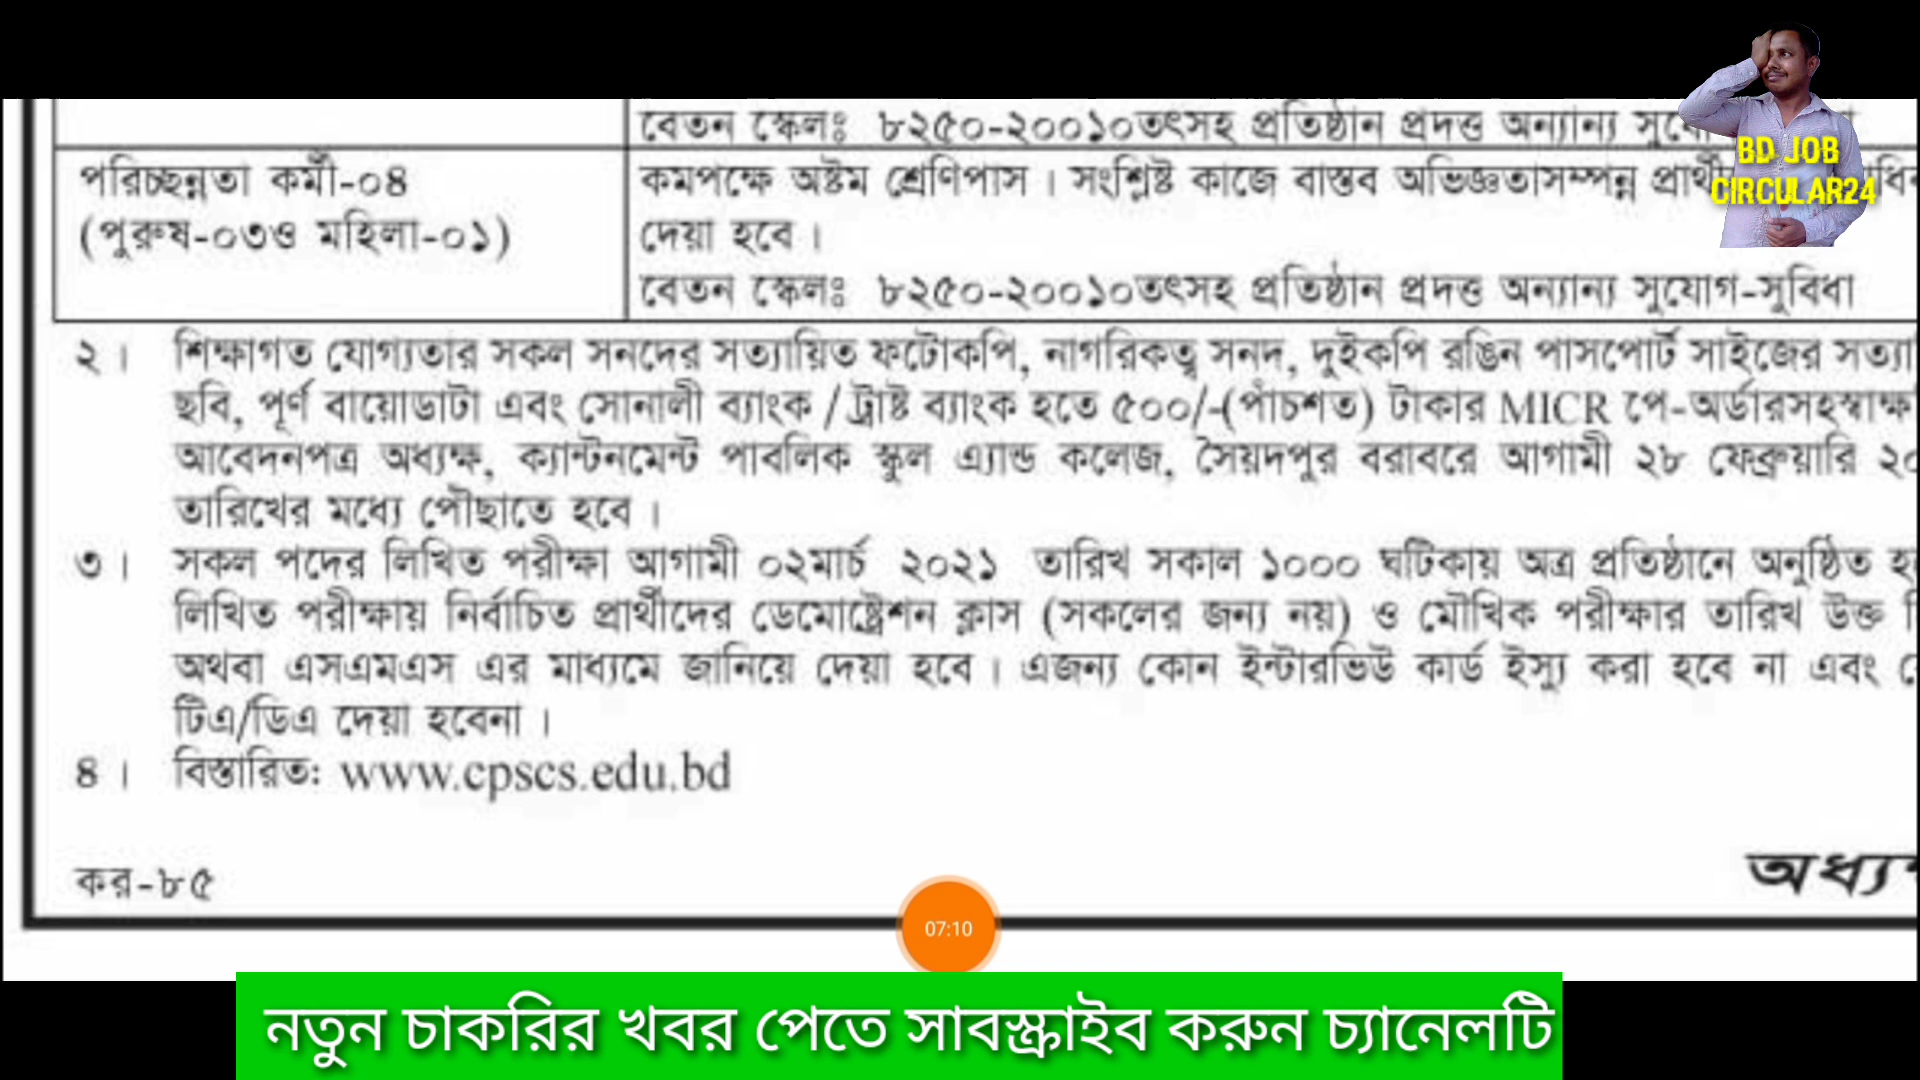 বেতন স্কেলঃ ৮২৫০-২০০১০তৎসহ প্রতিষ্ঠান প্রদত্ত অন্যান্য
BD JOB
CIRCULAR24
পরিচ্ছন্নতা কর্মী-০৪
(পুরুষ-০৩ও মহিলা-০১)
কমপক্ষে অষ্টম শ্রেণিপাস। সংশ্লিষ্ট কাজে বাস্তব অভিজ্ঞতাসম্পন্ন
দেয়া হবে।
বেতন স্কেলঃ ৮২৫০-২০০১০তৎসহ প্রতিষ্ঠান প্রদত্ত অন্যান্য সুযোগ-সুবিধা
২। শিক্ষাগত যোগ্যতার সকল সনদের সত্যায়িত ফটোকপি, নাগরিকত্ব সনদ, দুইকপি রঙিন পাসপোর্ট সাইজের
ছবি, পূর্ণ বায়োডাটা এবং সোনালী ব্যাংক / ট্রাষ্ট ব্যাংক হতে ৫০০/-(পাঁচশত) টাকার MICR
আবেদনপত্র অধ্যক্ষ, ক্যান্টনমেন্ট পাবলিক স্কুল এ্যান্ড কলেজ, সৈয়দপুর বরাবরে আগামী ২৮ ফেব্রুয়ারি
তারিখের মধ্যে পৌছাতে হবে।
৩। সকল পদের লিখিত পরীক্ষা আগামী ০২মার্চ ২০২১ তারিখ সকাল ১০০০ ঘটিকায় অত্র প্রতিষ্ঠানে অনুষ্ঠিত
লিখিত পরীক্ষায় নির্বাচিত প্রার্থীদের ডেমোষ্ট্রেশন ক্লাস (সকলের জন্য নয়) ও মৌখিক পরীক্ষার তারিখ উক্ত
অথবা এসএমএস এর মাধ্যমে জানিয়ে দেয়া হবে। এজন্য কোন ইন্টারভিউ কার্ড ইস্যু করা হবে না এবং
টিএ/ডিএ দেয়া হবেনা।
৪। বিস্তারিতঃ www.cpscs.edu.bd
কর-৮৫
07:10
নতুন চাকরির খবর পেতে সাবস্ক্রাইব করুন চ্যানেলটি